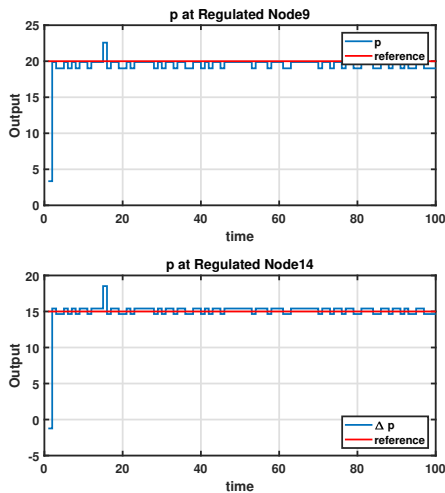 p at Regulated Node9
25
20
15
10
5
0
Output
p
reference
0 20 40 60 80 100
time
p at Regulated Node14
20
15
10
5
0
-5
Output
Δ p
reference
0 20 40 60 80 100
time